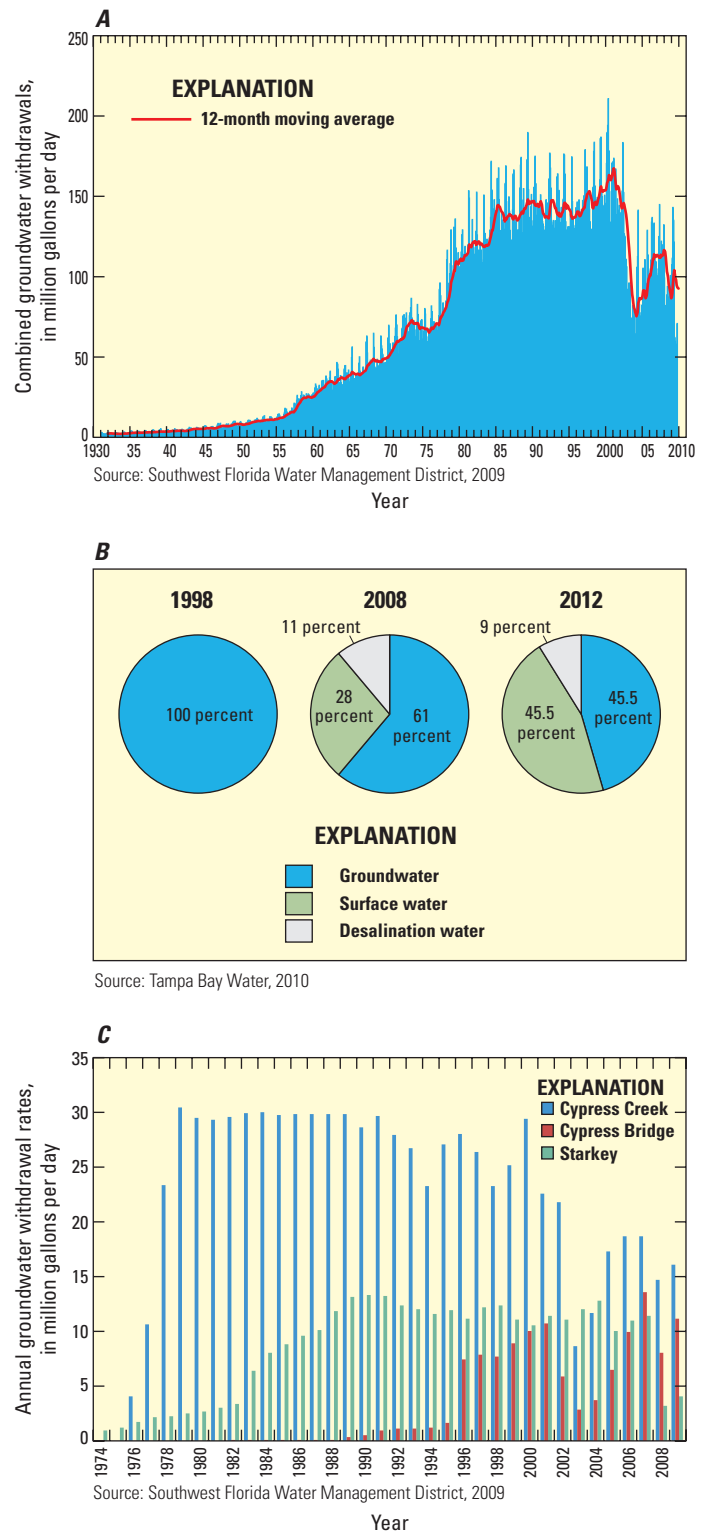 A
Combined groundwater withdrawals,
in million gallons per day
250
200
150
100
50
0
EXPLANATION
12-month moving average
1930 35 40 45 50 55 60 65 70 75 80 85 90 95 2000 05 2010
Source: Southwest Florida Water Management District, 2009
Year
B
1998 2008 2012
11 percent 9 percent
100 percent
28
percent
61
percent
45.5
percent
45.5
percent
EXPLANATION
Groundwater
Surface water
Desalination water
Source: Tampa Bay Water, 2010
C
Annual groundwater withdrawal rates,
in million gallons per day
35
30
25
20
15
10
5
0
EXPLANATION
Cypress Creek
Cypress Bridge
Starkey
1974 1976 1978 1980 1982 1984 1986 1988 1990 1992 1994 1996 1998 2000 2002 2004 2006 2008
Source: Southwest Florida Water Management District, 2009
Year